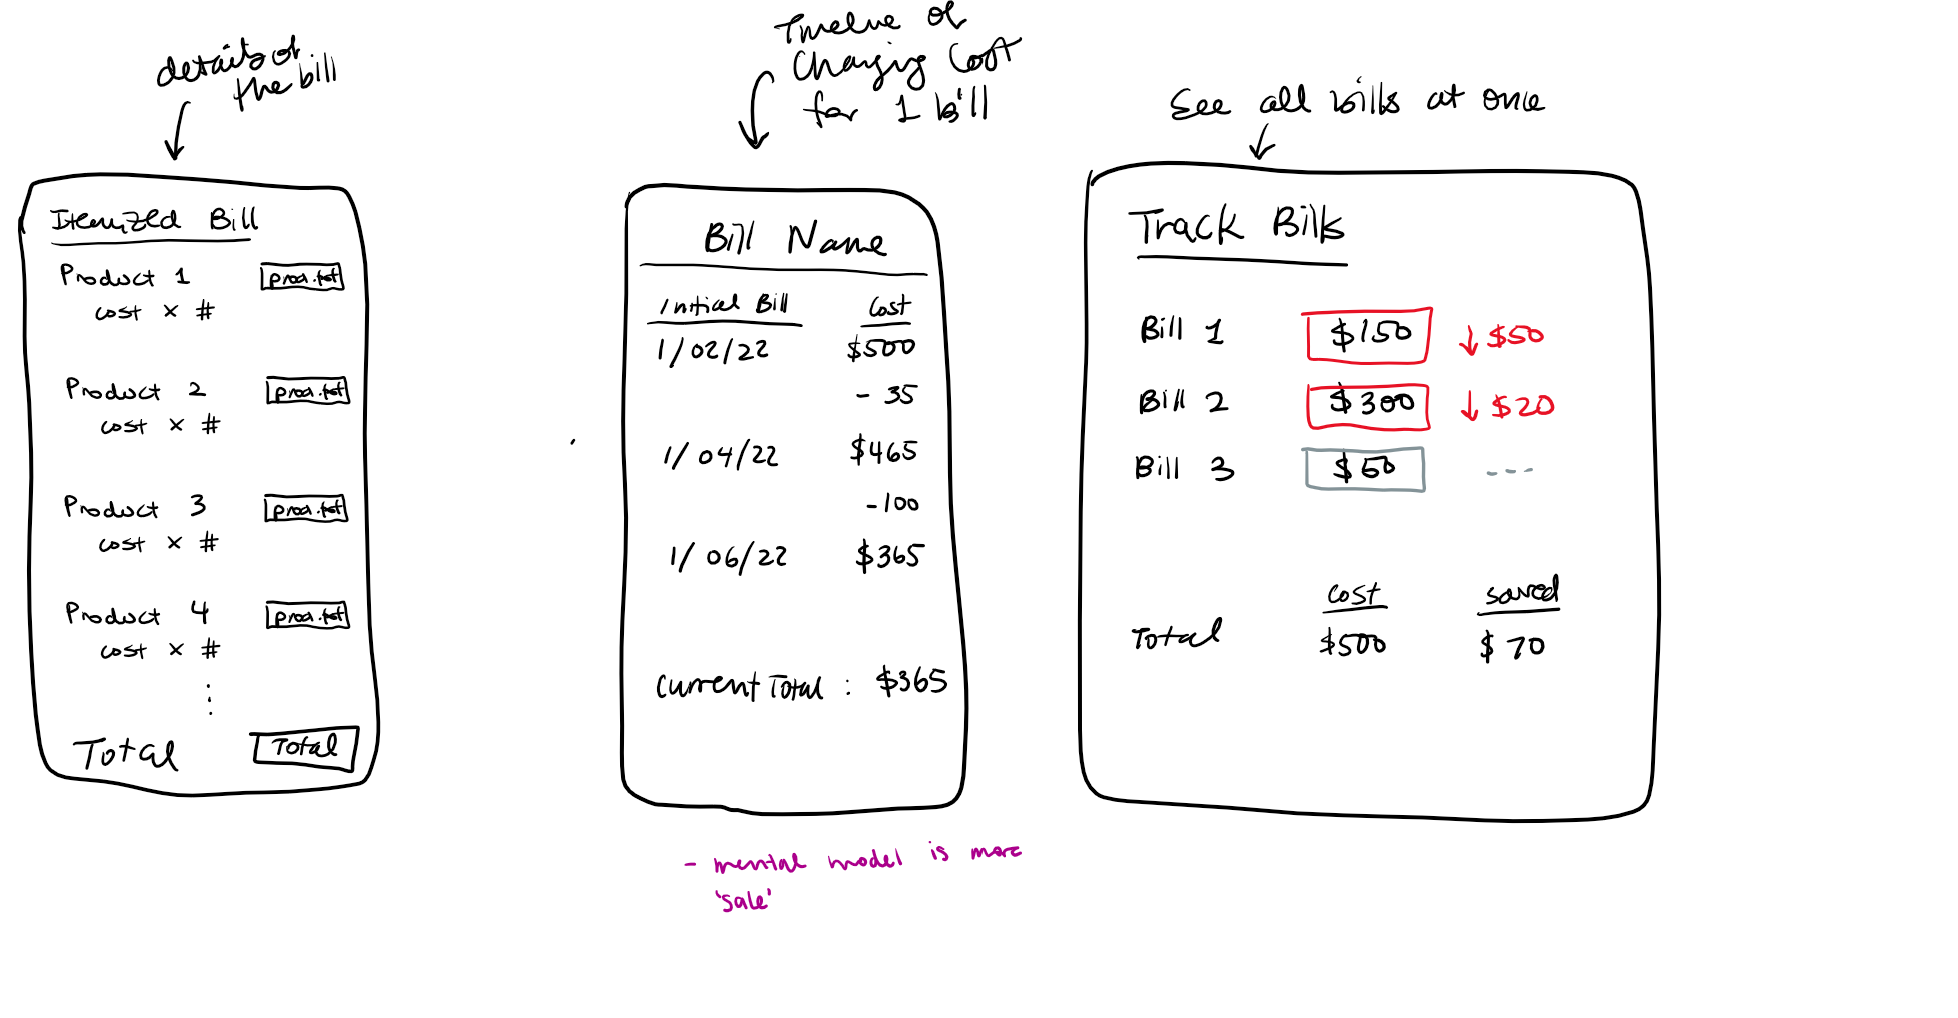 details of
the bill
Itemized Bill
Product 1 prod.tot
cost x #
Product 2 prod.tot
cost x #
Product 3 prod.tot
cost x #
Product 4 prod.tot
cost x #
Total Total
Timeline of
Changing Cost
for 1 bill
Bill Name
Initial Bill Cost
1/02/22 $500
- 35
1/04/22 $465
-100
1/06/22 $365
Current Total : $365
- mental model is more
'sale'
See all bills at once
Track Bills
Bill 1 $150 ↓ $50
Bill 2 $300 ↓ $20
Bill 3 $50 ---
cost saved
Total $500 $70